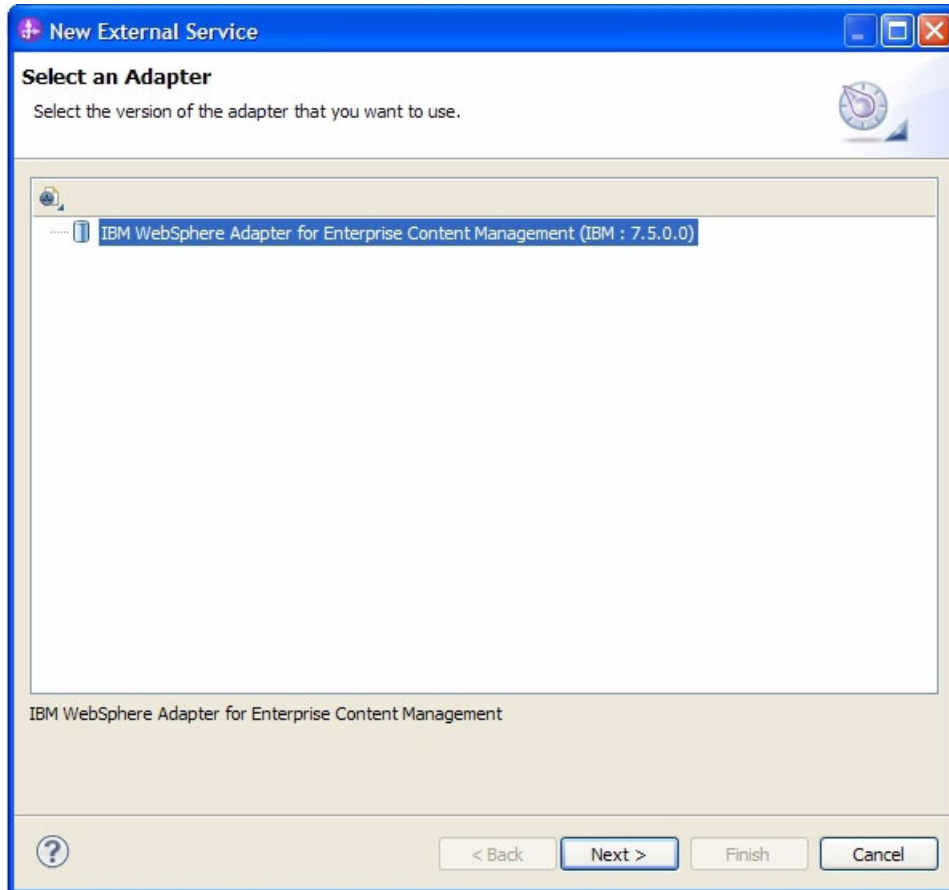 New External Service
Select an Adapter
Select the version of the adapter that you want to use.
IBM WebSphere Adapter for Enterprise Content Management (IBM : 7.5.0.0)
IBM WebSphere Adapter for Enterprise Content Management
? < Back Next > Finish Cancel